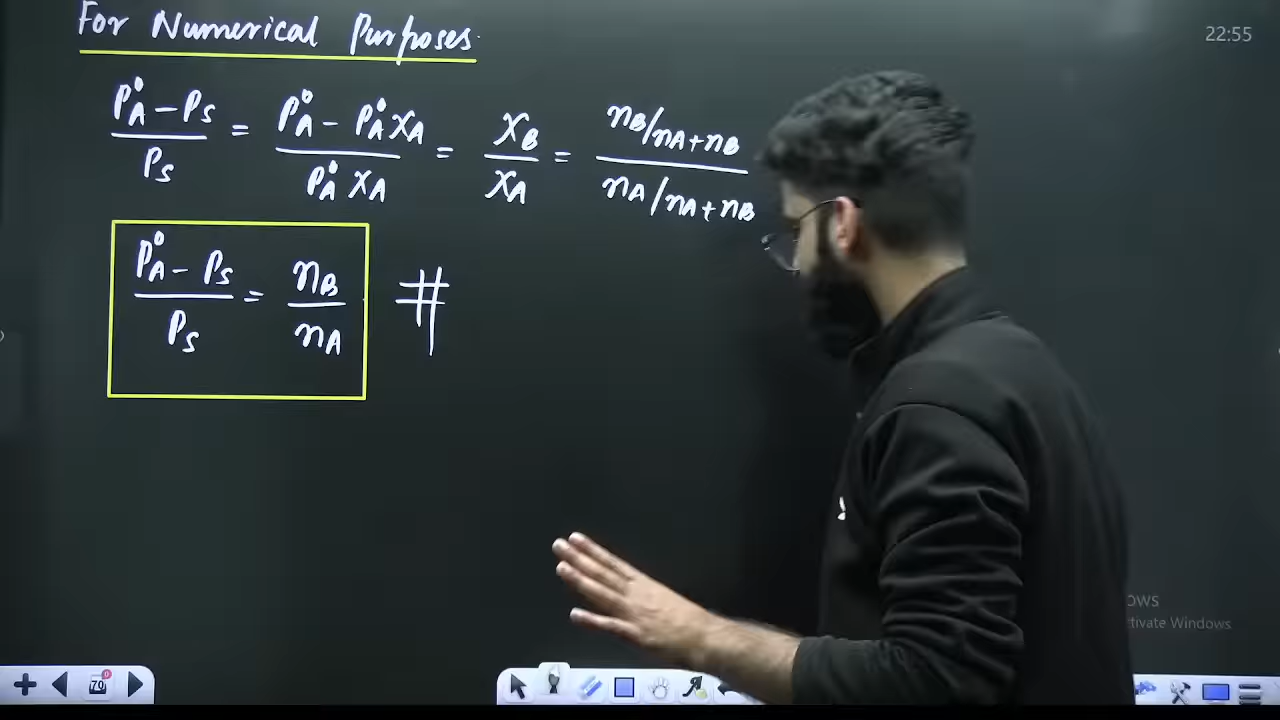 For Numerical Purposes.
22:55
P°A - Ps / Ps = P°A - P°A XA / P°A XA = XB / XA = nB/nA+nB / nA/nA+nB
P°A - Ps / Ps = nB / nA #
70